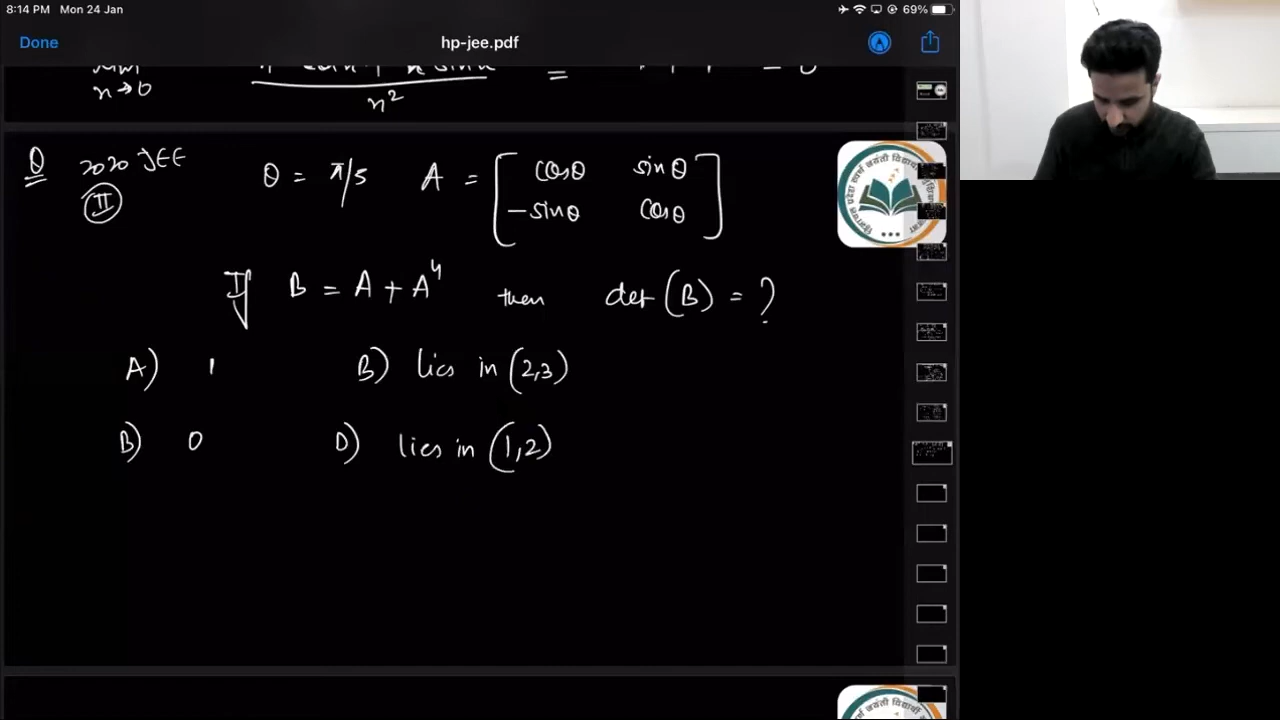 8:14 PM Mon 24 Jan
69%
Done
hp-jee.pdf
n→0
n²
= 0
Q 2020 JEE θ = π/5 A = [ cosθ sinθ
II -sinθ cosθ ]
If B = A + A⁴ then det (B) = ?
A) 1 B) lies in (2,3)
B) 0 D) lies in (1,2)